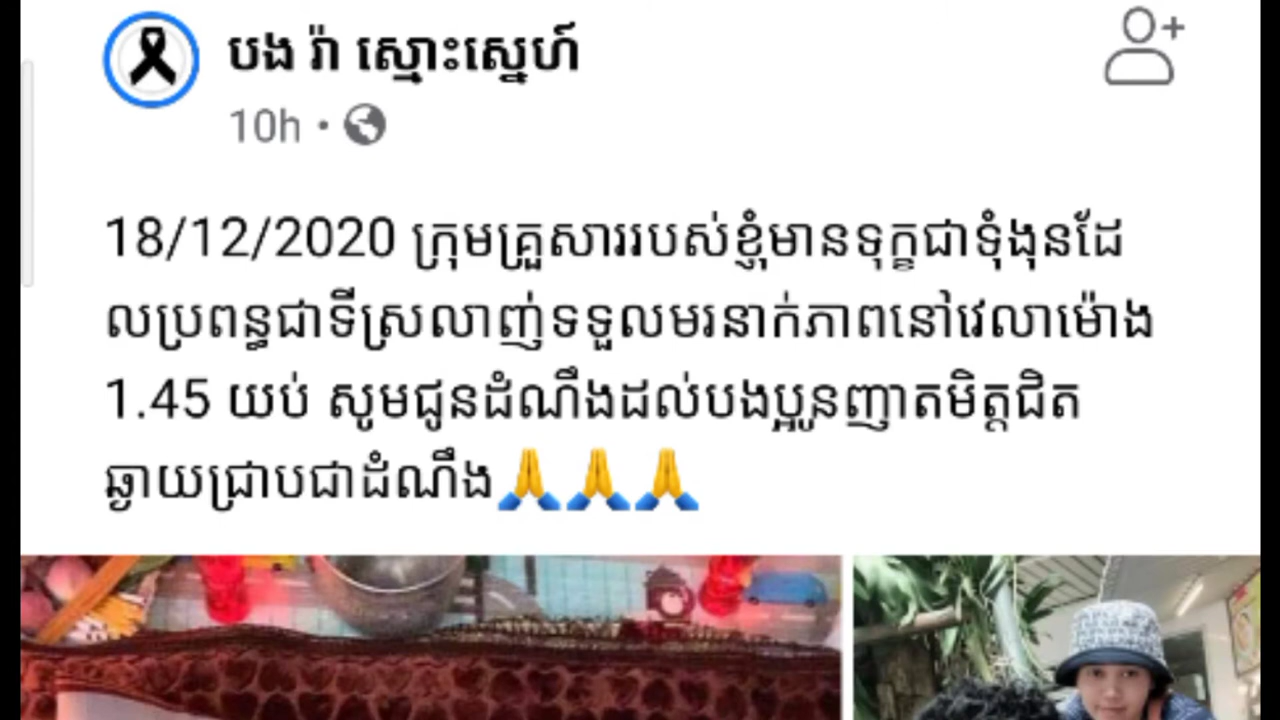 បង រ៉ា ស្មោះស្នេហ៍
10h
18/12/2020 ក្រុមគ្រួសាររបស់ខ្ញុំមានទុក្ខជាទុំងុនដែ
លប្រពន្ធជាទីស្រលាញ់ទទួលមរនាក់ភាពនៅវេលាម៉ោង
1.45 យប់ សូមជូនដំណឹងដល់បងប្អូនញាតមិត្តជិត
ឆ្ងាយជ្រាបជាដំណឹង🙏🙏🙏